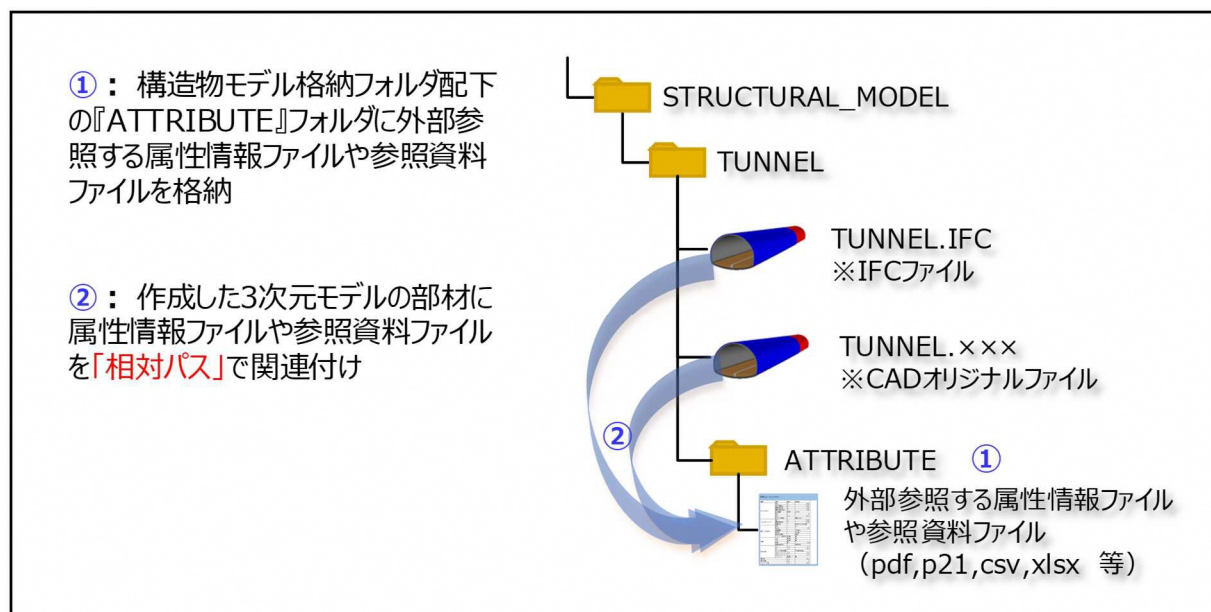 ①： 構造物モデル格納フォルダ配下
の『ATTRIBUTE』フォルダに外部参
照する属性情報ファイルや参照資料
ファイルを格納
②： 作成した3次元モデルの部材に
属性情報ファイルや参照資料ファイル
を「相対パス」で関連付け
STRUCTURAL_MODEL
TUNNEL
TUNNEL.IFC
※IFCファイル
TUNNEL.×××
※CADオリジナルファイル
②
ATTRIBUTE ①
外部参照する属性情報ファイル
や参照資料ファイル
（pdf,p21,csv,xlsx 等）